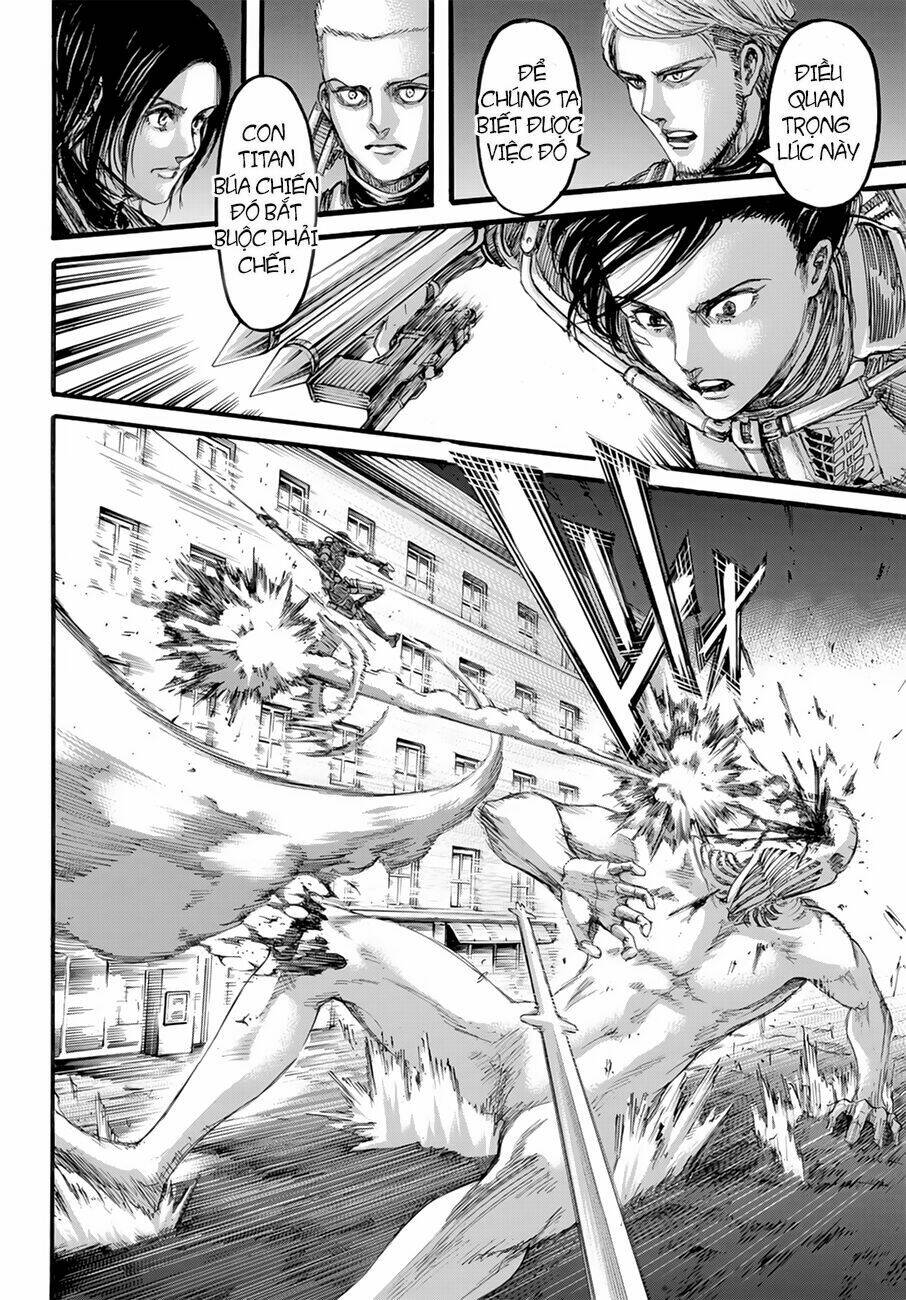 ĐIỀU
QUAN
TRỌNG
LÚC NÀY
ĐỂ
CHÚNG TA
BIẾT ĐƯỢC
VIỆC ĐÓ
CON
TITAN
BÚA CHIẾN
ĐÓ BẮT
BUỘC PHẢI
CHẾT.